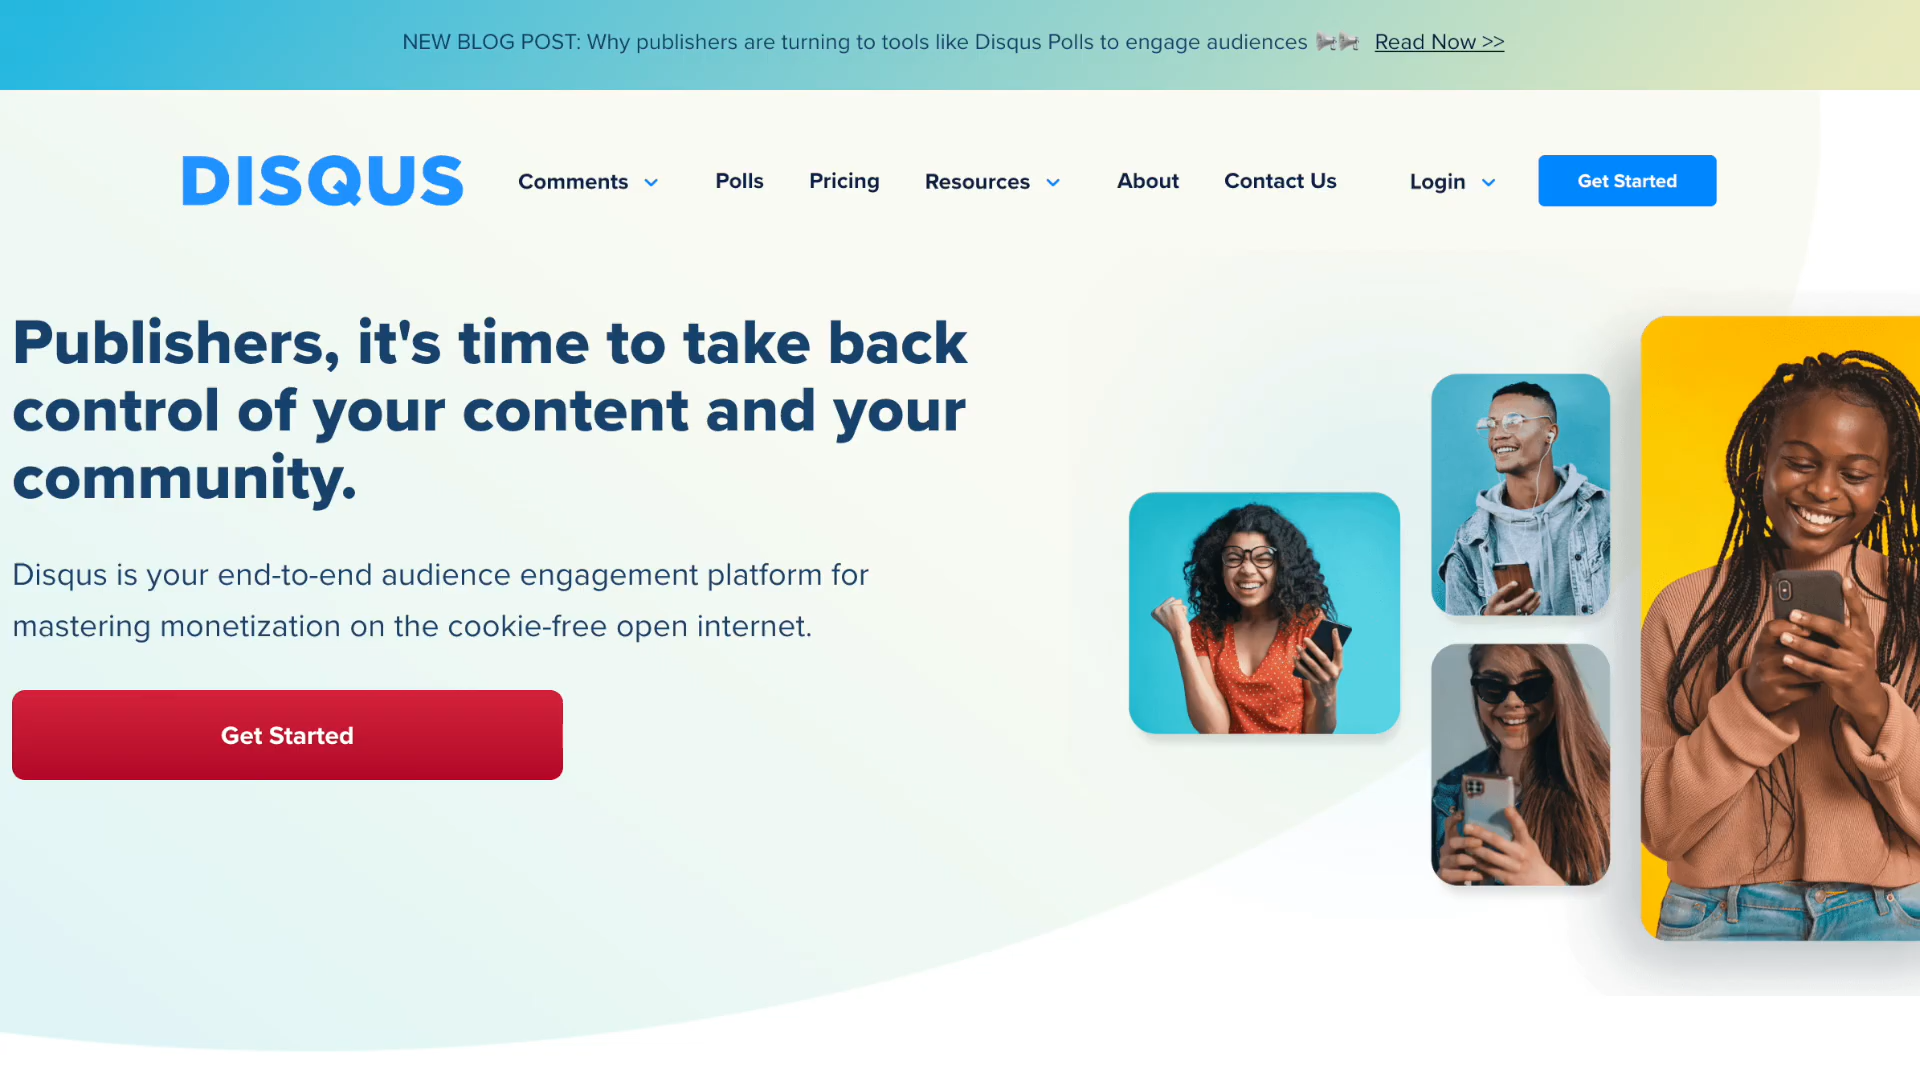 NEW BLOG POST: Why publishers are turning to tools like Disqus Polls to engage audiences Read Now >>
DISQUS Comments Polls Pricing Resources About Contact Us Login Get Started
Publishers, it's time to take back
control of your content and your
community.
Disqus is your end-to-end audience engagement platform for
mastering monetization on the cookie-free open internet.
Get Started